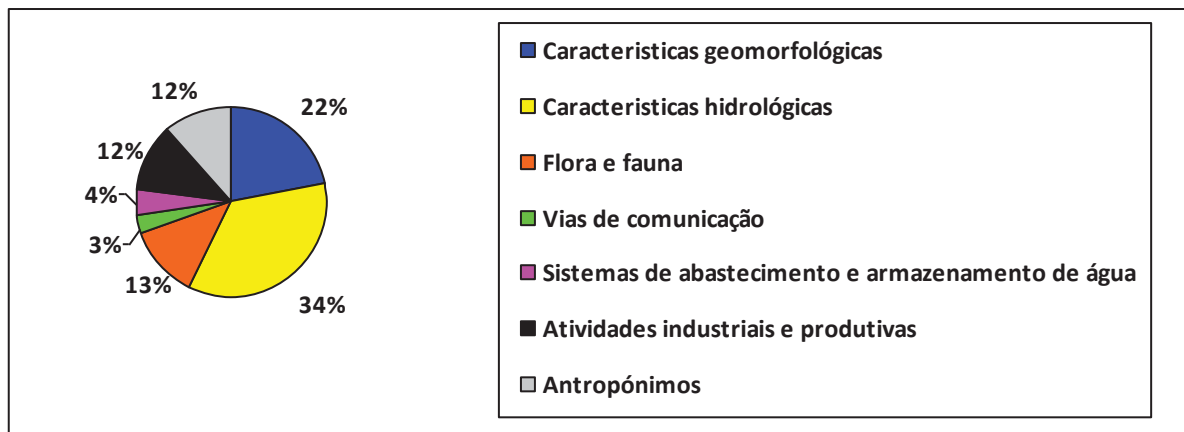 12%
22%
12%
4%
3%
13%
34%
Caracteristicas geomorfológicas
Caracteristicas hidrológicas
Flora e fauna
Vias de comunicação
Sistemas de abastecimento e armazenamento de água
Atividades industriais e produtivas
Antropónimos